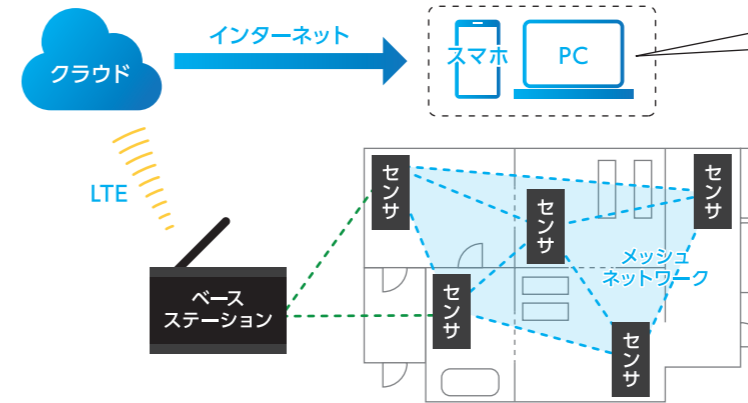 インターネット
クラウド
スマホ
PC
LTE
センサ
センサ
センサ
メッシュ
ネットワーク
ベース
ステーション
センサ
センサ